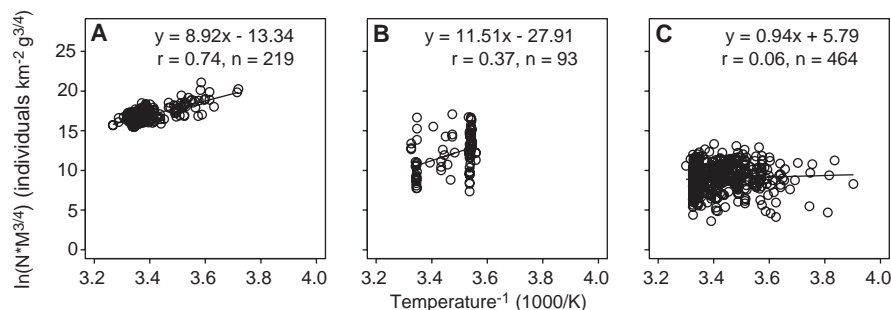 A
y = 8.92x - 13.34
r = 0.74, n = 219
B
y = 11.51x - 27.91
r = 0.37, n = 93
C
y = 0.94x + 5.79
r = 0.06, n = 464
ln(N*M3/4) (individuals km-2 g3/4)
25
20
15
10
5
0
3.2 3.4 3.6 3.8 4.0
3.2 3.4 3.6 3.8 4.0
3.2 3.4 3.6 3.8 4.0
Temperature-1 (1000/K)